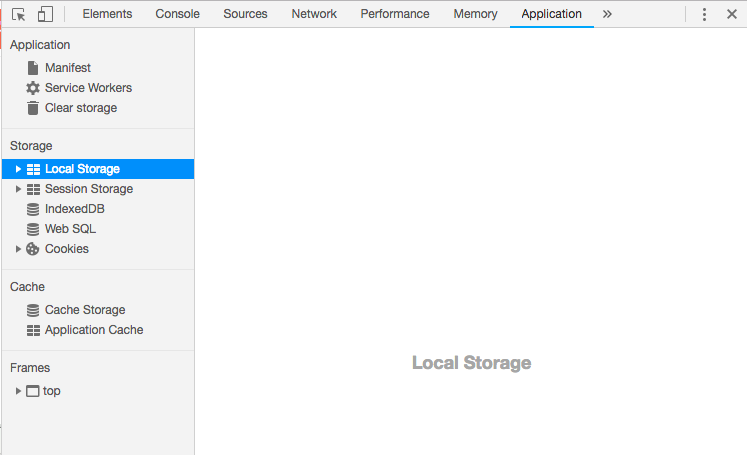 Elements Console Sources Network Performance Memory Application »
Application
Manifest
Service Workers
Clear storage
Storage
Local Storage
Session Storage
IndexedDB
Web SQL
Cookies
Cache
Cache Storage
Application Cache
Frames
top
Local Storage